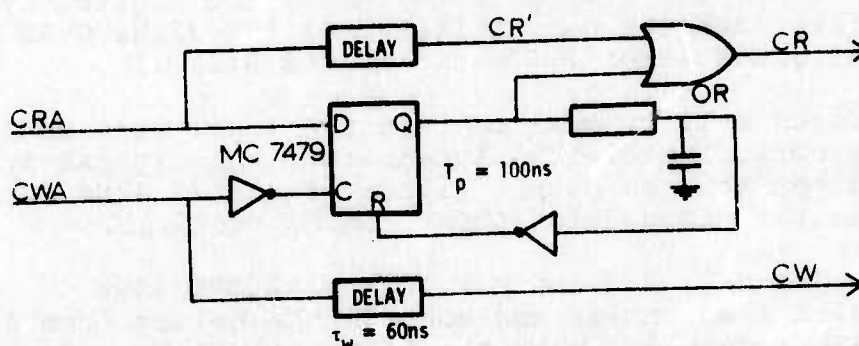 DELAY
CR'
CR
OR
CRA
D
Q
MC 7479
T_p = 100ns
CWA
C
R
CW
DELAY
τ_w = 60ns